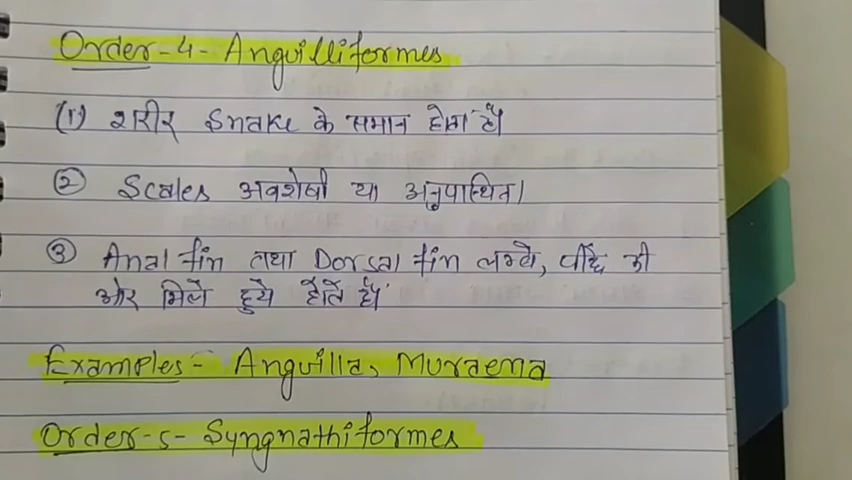 Order-4- Anguilliformes
(1) शरीर Snake के समान होता है।
(2) Scales अवशेषी या अनुपस्थित।
(3) Anal fin तथा Dorsal fin लम्बे, पीछे की
ओर मिले हुये होते हैं।
Examples- Anguilla, Muraena
Order-5- Syngnathiformes